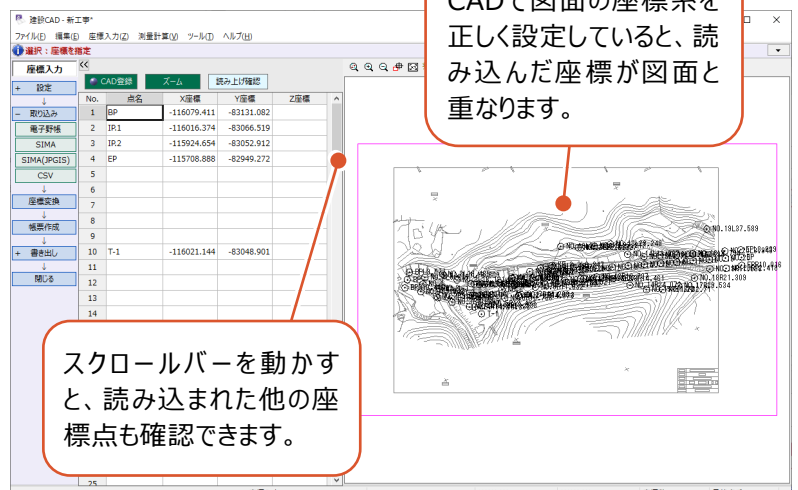 建設CAD - 新工事*
ファイル(F) 編集(E) 座標入力(Z) 測量計算(V) ツール(T) ヘルプ(H)
選択：座標を指定
座標入力
+ 設定
↓
− 取り込み
電子野帳
SIMA
SIMA(JPGIS)
CSV
↓
座標変換
↓
帳票作成
↓
+ 書き出し
↓
閉じる
CAD登録 ズーム 読み上げ確認
No. 点名 X座標 Y座標 Z座標
1 BP -116079.411 -83131.082
2 IP.1 -116016.374 -83066.519
3 IP.2 -115924.654 -83052.912
4 EP -115708.888 -82949.272
5
6
7
8
9
10 T-1 -116021.144 -83048.901
11
12
13
14
25
CADで図面の座標系を
正しく設定していると、読
み込んだ座標が図面と
重なります。
NO.19L37.589
T-1
スクロールバーを動かす
と、読み込まれた他の座
標点も確認できます。